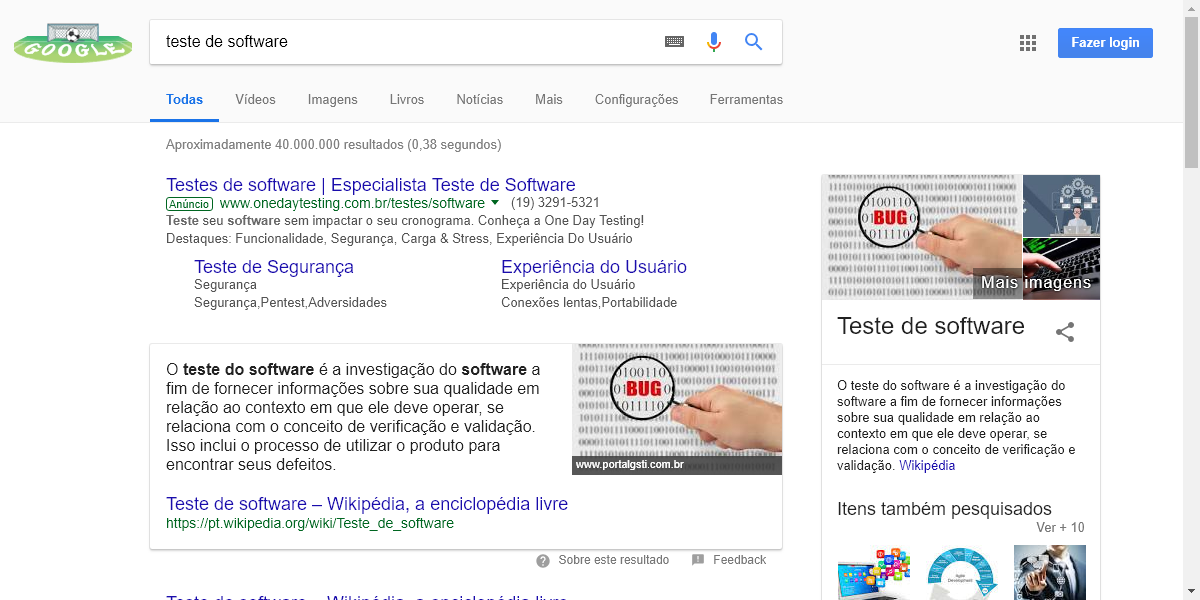 GOOGLE
teste de software
Fazer login
Todas Vídeos Imagens Livros Notícias Mais Configurações Ferramentas
Aproximadamente 40.000.000 resultados (0,38 segundos)
Testes de software | Especialista Teste de Software
Anúncio www.onedaytesting.com.br/testes/software (19) 3291-5321
Teste seu software sem impactar o seu cronograma. Conheça a One Day Testing!
Destaques: Funcionalidade, Segurança, Carga & Stress, Experiência Do Usuário
Teste de Segurança
Segurança
Segurança,Pentest,Adversidades
Experiência do Usuário
Experiência do Usuário
Conexões lentas,Portabilidade
O teste do software é a investigação do software a
fim de fornecer informações sobre sua qualidade em
relação ao contexto em que ele deve operar, se
relaciona com o conceito de verificação e validação.
Isso inclui o processo de utilizar o produto para
encontrar seus defeitos.
BUG
www.portalgsti.com.br
Teste de software – Wikipédia, a enciclopédia livre
https://pt.wikipedia.org/wiki/Teste_de_software
Sobre este resultado Feedback
Teste de software – Wikipédia, a enciclopédia livre
BUG
Mais imagens
Teste de software
O teste do software é a investigação do
software a fim de fornecer informações
sobre sua qualidade em relação ao
contexto em que ele deve operar, se
relaciona com o conceito de verificação e
validação. Wikipédia
Itens também pesquisados
Ver + 10
Agile
Development